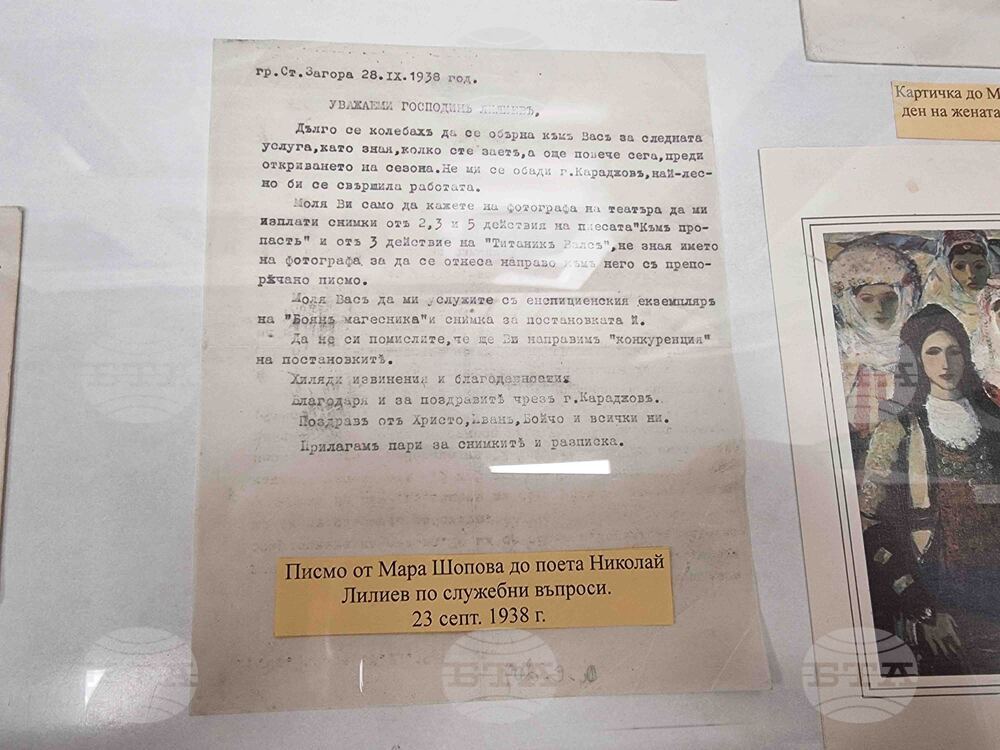 гр.Ст.Загора 28.IX.1938 год.
УВАЖАЕМИ ГОСПОДИНЬ ЛИЛИЕВЪ,
Дълго се колебахъ да се обърна къмъ Васъ за следната
услуга,като зная,колко сте заетъ,а още повече сега,преди
откриването на сезона.Не ми се обади г.Караджовъ,най-лес-
но би се свършила работата.
Моля Ви само да кажете на фотографа на театъра да ми
изплати снимки отъ 2,3 и 5 действия на пиесата"Къмъ про-
пасть" и отъ 3 действие на "Титаникъ Валсъ",не зная името
на фотографа за да се отнеса направо къмъ него съ препо-
ръчано писмо.
Моля Васъ да ми услужите съ енспициенския екземпляръ
на "Боянъ магесника"и снимка за постановката й.
Да не си помислите,че ще Ви направимъ "конкуренция"
на постановкитѣ.
Хиляди извинения и благодарности
Благодаря и за поздравитѣ чрезъ г.Караджовъ.
Поздравъ отъ Христо,Иванъ,Бойчо и всички ни.
Прилагамъ пари за снимкитѣ и разписка.
Писмо от Мара Шопова до поета Николай
Лилиев по служебни въпроси.
23 септ. 1938 г.
Картичка до М
ден на жената
БТА